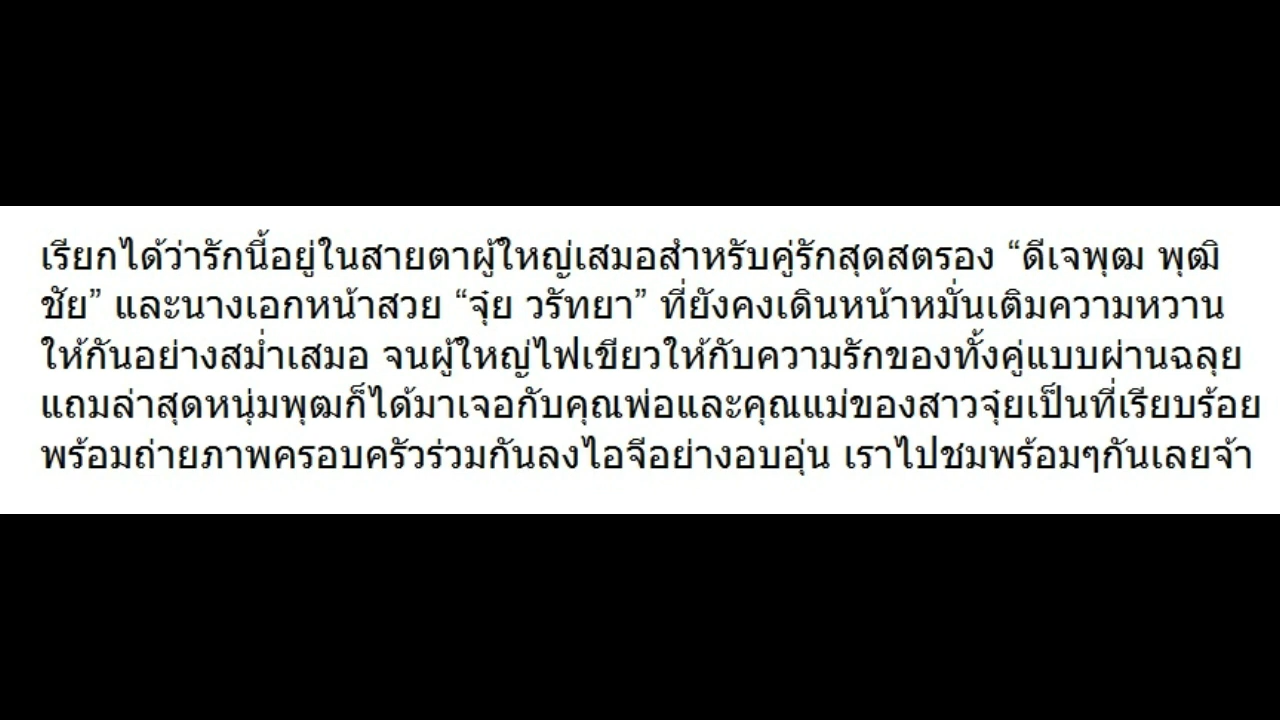 เรียกได้ว่ารักนี้อยู่ในสายตาผู้ใหญ่เสมอสำหรับคู่รักสุดสตรอง “ดีเจพุฒ พุฒิ
ชัย” และนางเอกหน้าสวย “จุ๋ย วรัทยา” ที่ยังคงเดินหน้าหมั่นเติมความหวาน
ให้กันอย่างสม่ำเสมอ จนผู้ใหญ่ไฟเขียวให้กับความรักของทั้งคู่แบบผ่านฉลุย
แถมล่าสุดหนุ่มพุฒก็ได้มาเจอกับคุณพ่อและคุณแม่ของสาวจุ๋ยเป็นที่เรียบร้อย
พร้อมถ่ายภาพครอบครัวร่วมกันลงไอจีอย่างอบอุ่น เราไปชมพร้อมๆกันเลยจ้า